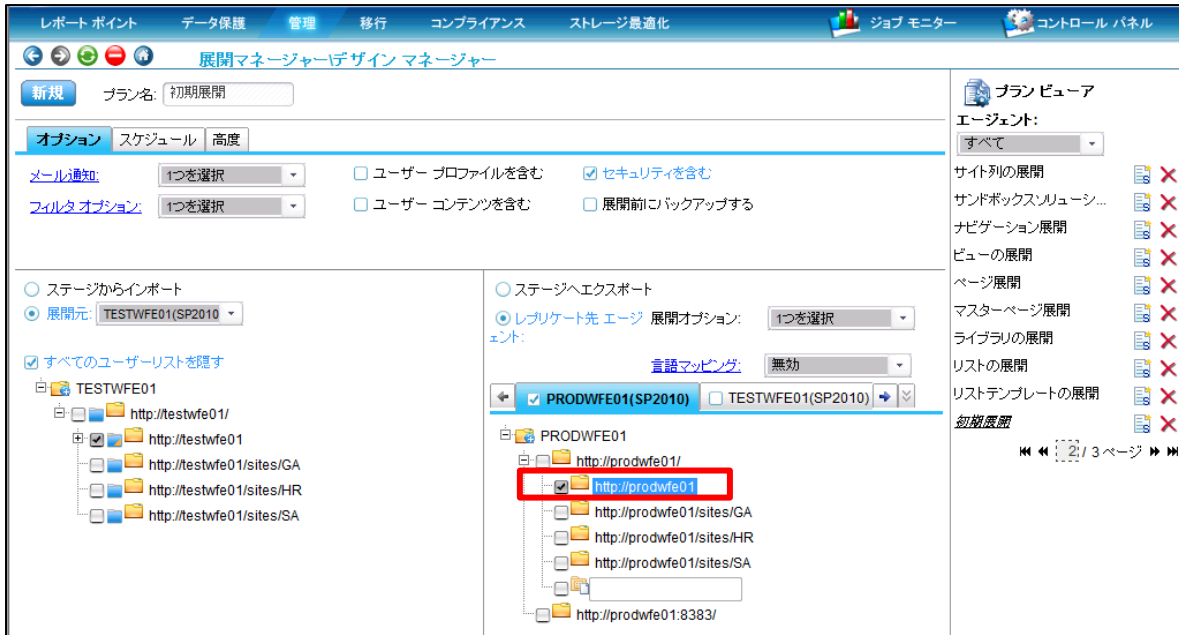 レポート ポイント データ保護 管理 移行 コンプライアンス ストレージ最適化 ジョブ モニター コントロール パネル
展開マネージャー\デザイン マネージャー
新規 プラン名: 初期展開
オプション スケジュール 高度
メール通知: 1つを選択 ユーザー プロファイルを含む セキュリティを含む
フィルタ オプション: 1つを選択 ユーザー コンテンツを含む 展開前にバックアップする
ステージからインポート
展開元: TESTWFE01(SP2010
すべてのユーザーリストを隠す
TESTWFE01
http://testwfe01/
http://testwfe01
http://testwfe01/sites/GA
http://testwfe01/sites/HR
http://testwfe01/sites/SA
ステージへエクスポート
レプリケート先 エージ 展開オプション: 1つを選択
ェント:
言語マッピング: 無効
PRODWFE01(SP2010) TESTWFE01(SP2010)
PRODWFE01
http://prodwfe01/
http://prodwfe01
http://prodwfe01/sites/GA
http://prodwfe01/sites/HR
http://prodwfe01/sites/SA
http://prodwfe01:8383/
プラン ビューア
エージェント:
すべて
サイト列の展開
サンドボックスソリューシ...
ナビゲーション展開
ビューの展開
ページ展開
マスターページ展開
ライブラリの展開
リストの展開
リストテンプレートの展開
初期展開
2 / 3 ページ